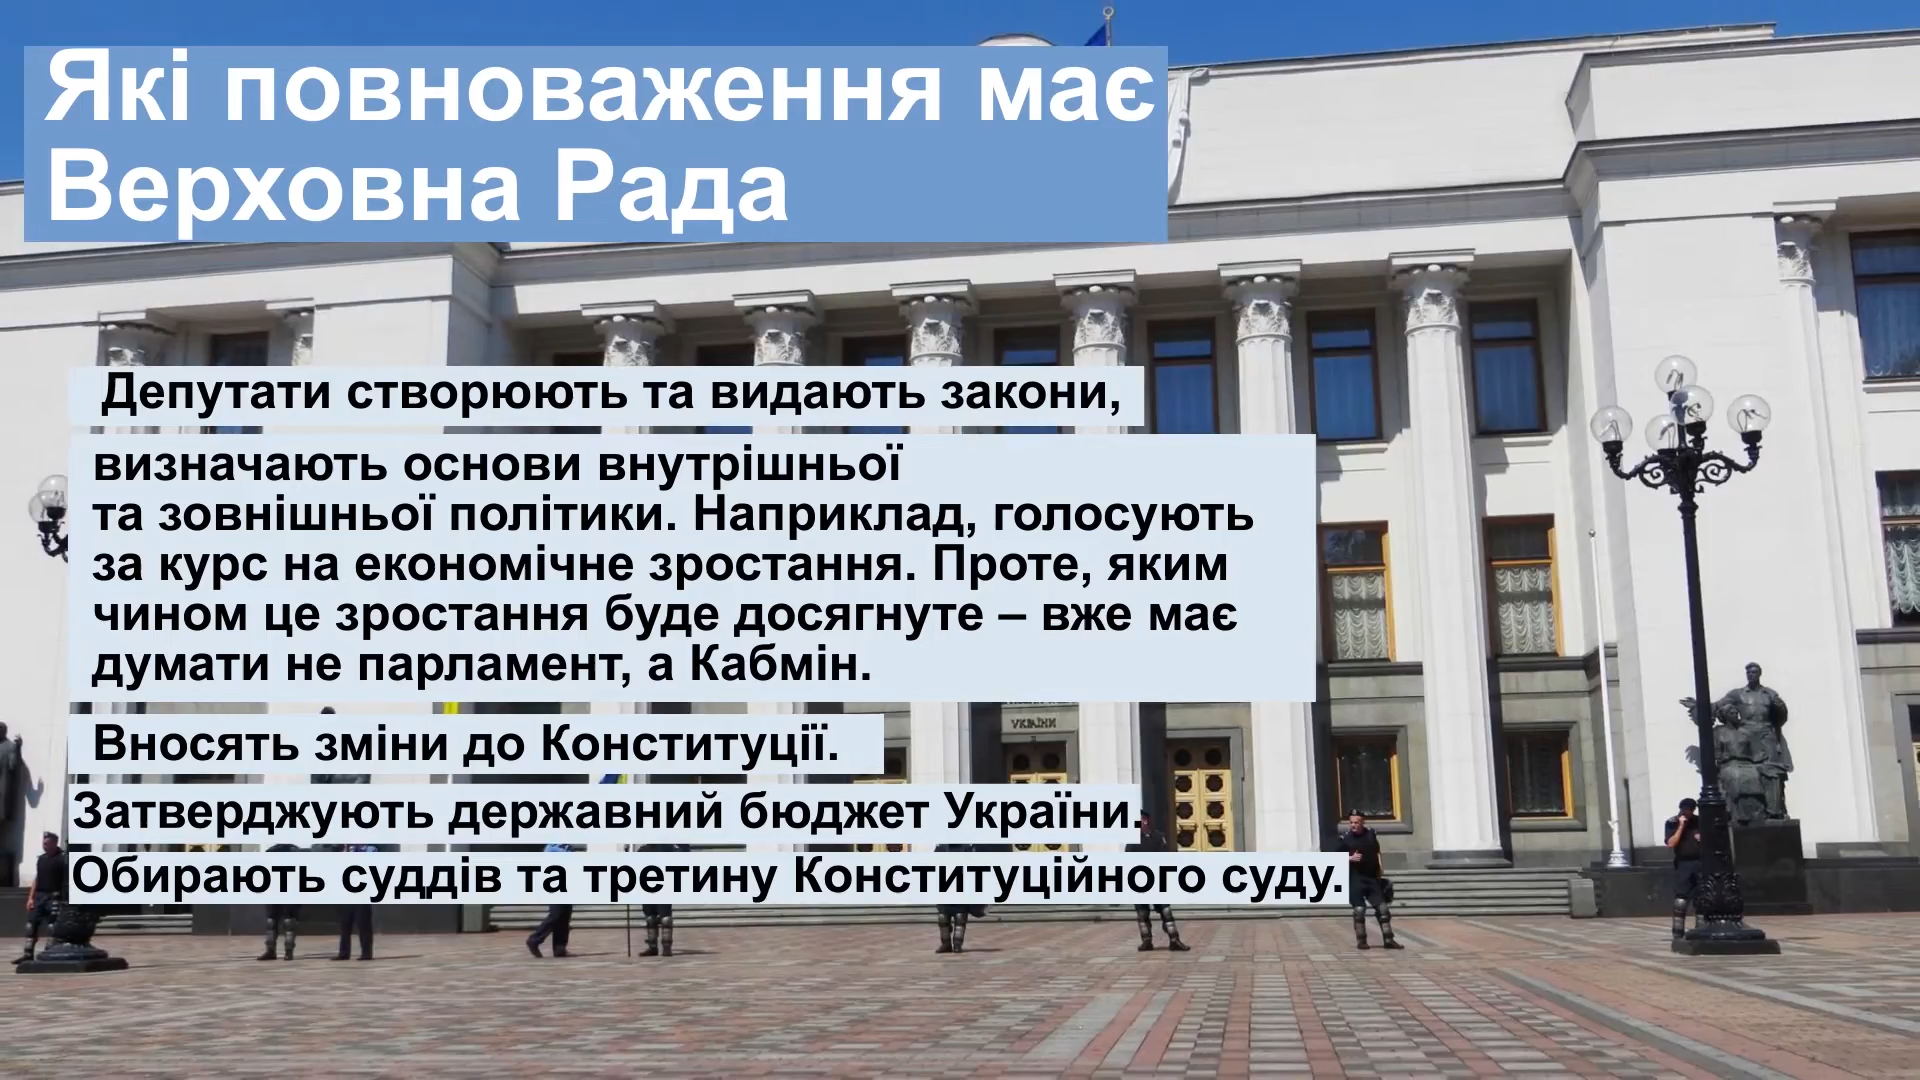 Які повноваження має
Верховна Рада
Депутати створюють та видають закони,
визначають основи внутрішньої
та зовнішньої політики. Наприклад, голосують
за курс на економічне зростання. Проте, яким
чином це зростання буде досягнуте – вже має
думати не парламент, а Кабмін.
УКРАЇНИ
Вносять зміни до Конституції.
Затверджують державний бюджет України.
Обирають суддів та третину Конституційного суду.